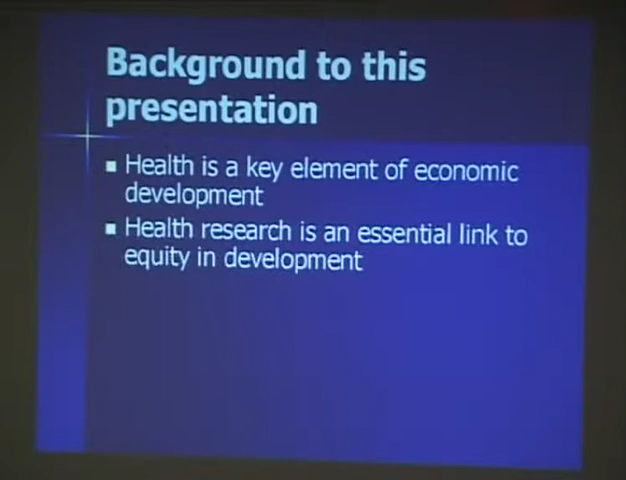 Background to this
presentation
Health is a key element of economic
development
Health research is an essential link to
equity in development